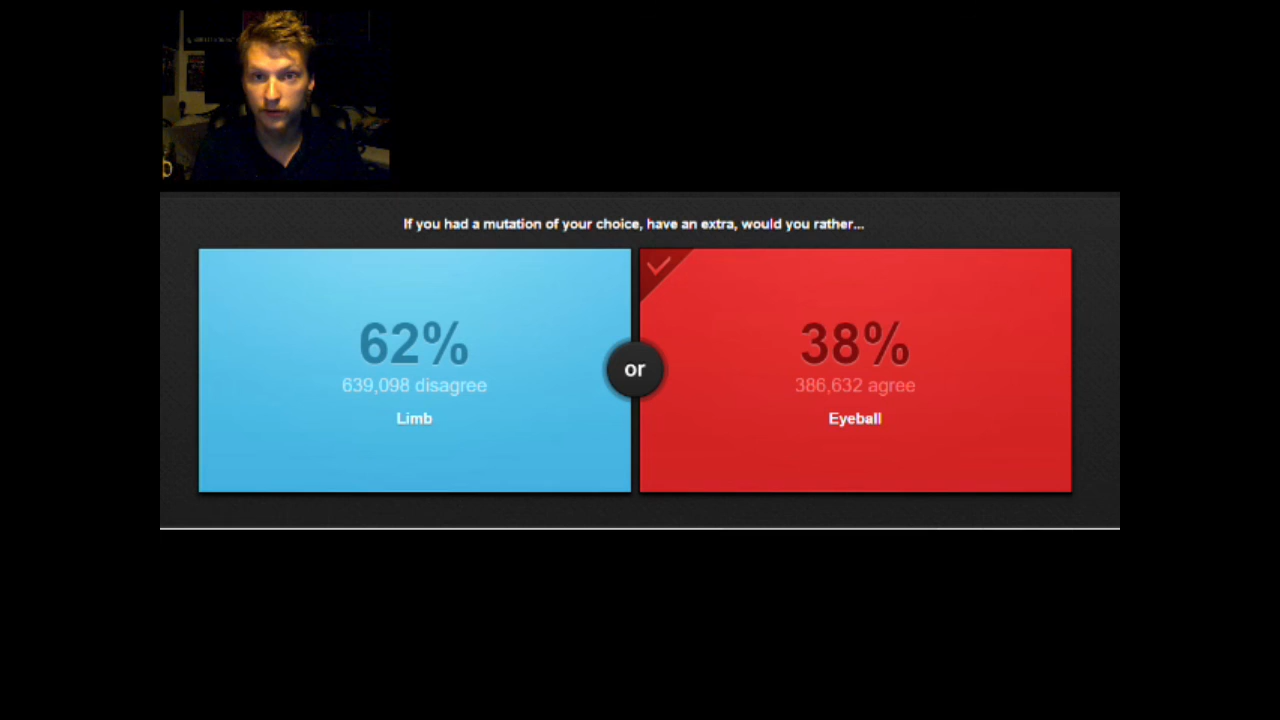 If you had a mutation of your choice, have an extra, would you rather...
62%
639,098 disagree
Limb
or
38%
386,632 agree
Eyeball